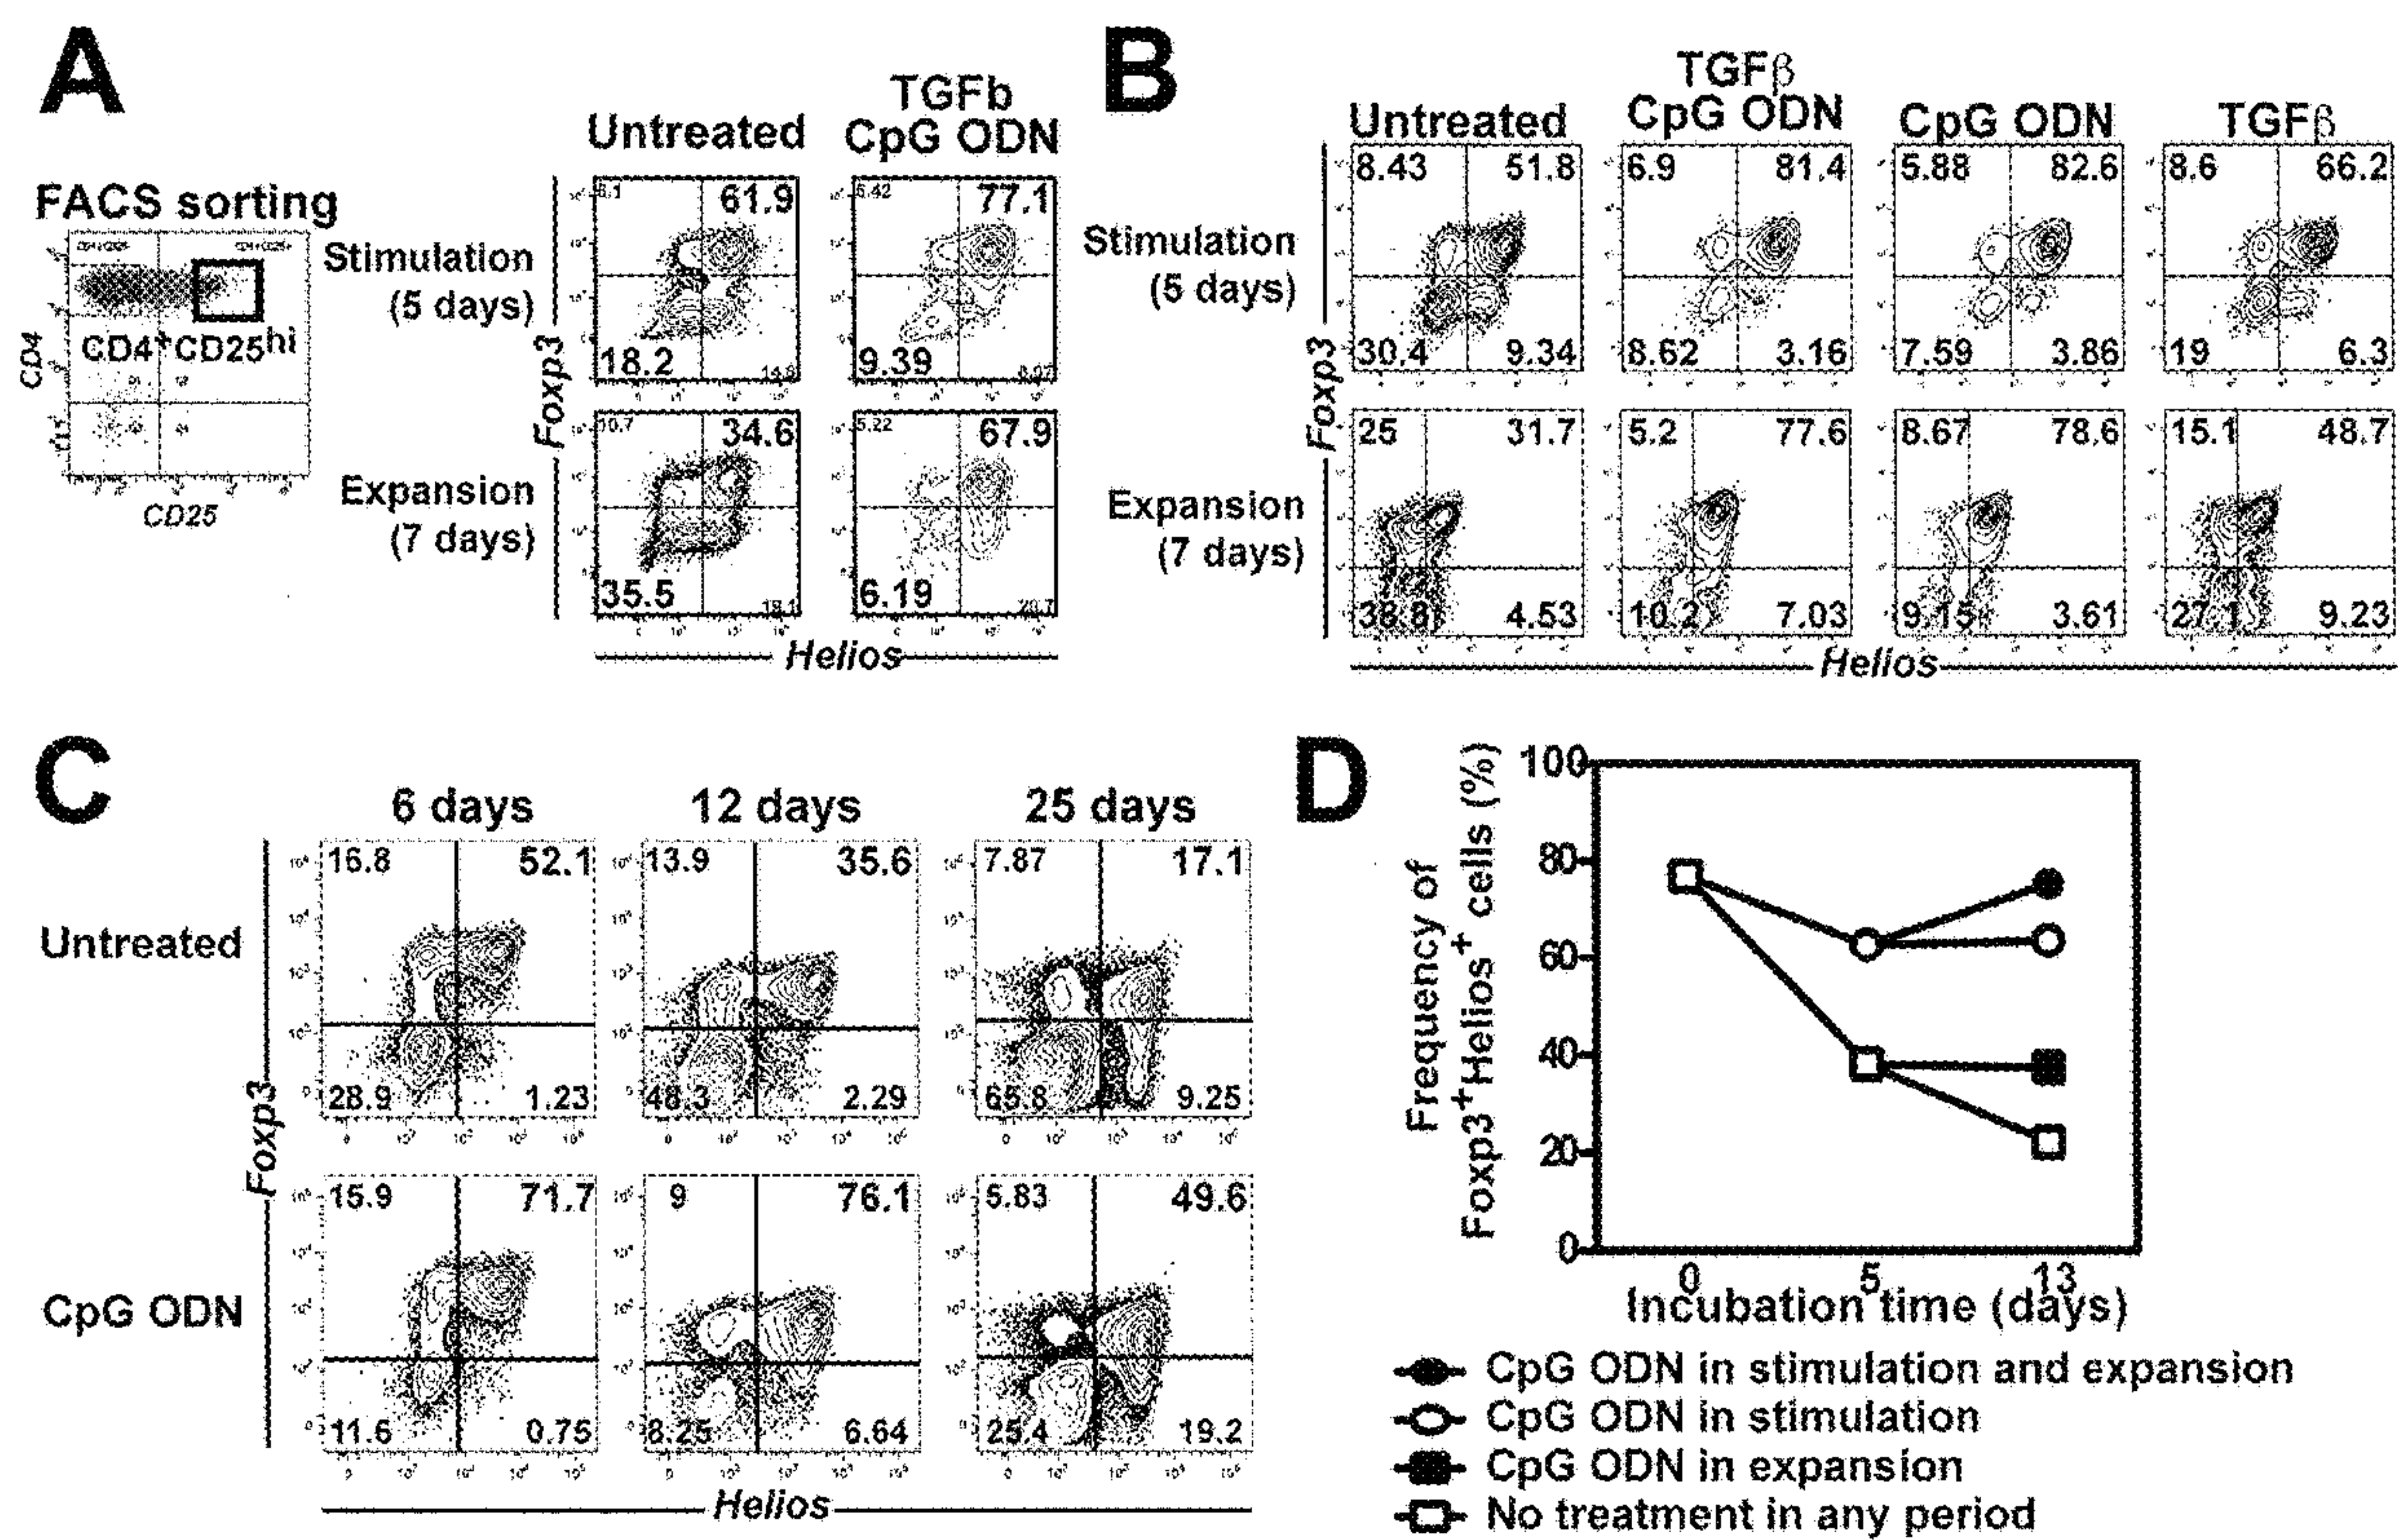 A
FACS sorting
CD4
CD4+CD25hi
CD25
Untreated
TGFb
CpG ODN
Stimulation
(5 days)
61.9
18.2
77.1
9.39
Foxp3
Expansion
(7 days)
34.6
35.5
5.22
67.9
6.19
Helios
B
Untreated
TGFβ
CpG ODN
CpG ODN
TGFβ
Stimulation
(5 days)
8.43 51.8
30.4 9.34
6.9 81.4
8.62 3.16
5.88 82.6
7.59 3.86
8.6 66.2
19 6.3
Foxp3
Expansion
(7 days)
25 31.7
38.8 4.53
5.2 77.6
10.2 7.03
8.67 78.6
9.15 3.61
15.1 48.7
27.1 9.23
Helios
C
6 days
12 days
25 days
Untreated
16.8 52.1
28.9 1.23
13.9 35.6
48.3 2.29
7.87 17.1
65.8 9.25
Foxp3
CpG ODN
15.9 71.7
11.6 0.75
9 76.1
8.25 6.64
5.83 49.6
25.4 19.2
Helios
D
Frequency of
Foxp3+Helios+ cells (%)
100
80
60
40
20
0
0 5 13
Incubation time (days)
CpG ODN in stimulation and expansion
CpG ODN in stimulation
CpG ODN in expansion
No treatment in any period